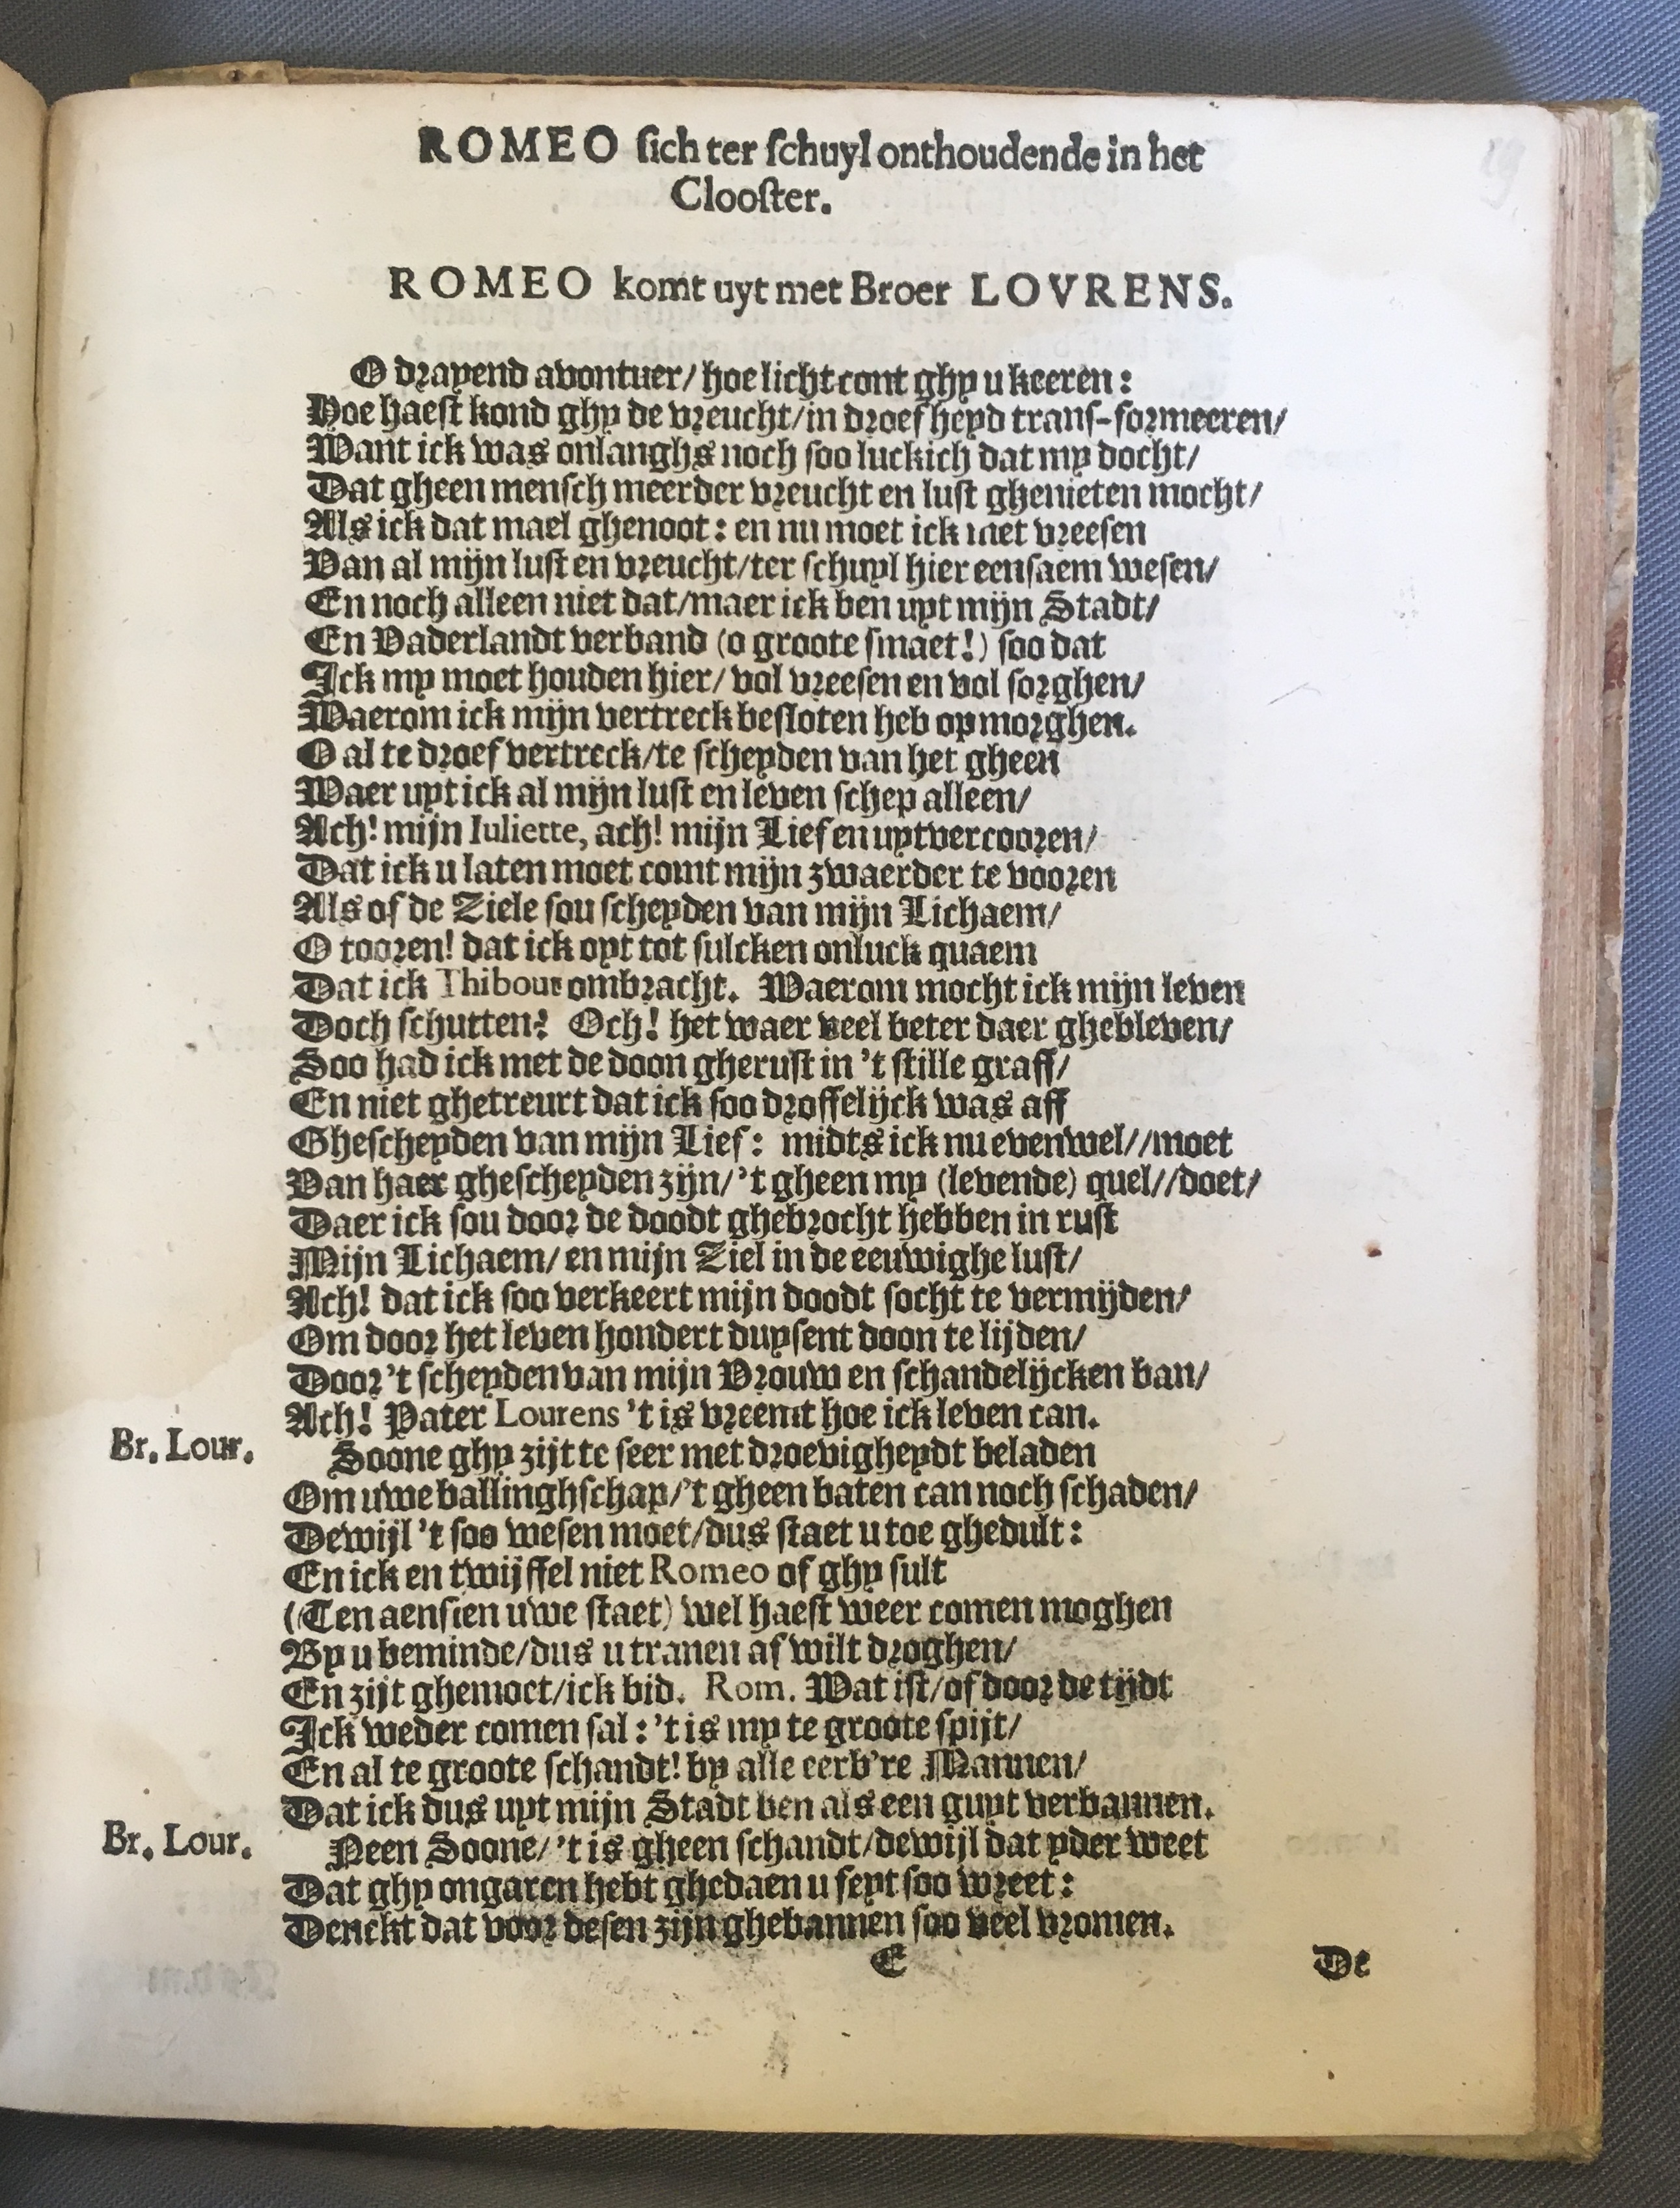 19
ROMEO ſich ter ſchuyl onthoudende in het
Clooſter.
ROMEO komt uyt met Broer LOVRENS.
O drayend avontuer/ hoe licht cont ghy u keeren:
Hoe haeſt kond ghy de vreucht/in droefheyd trans-formeeren/
Want ick was onlanghs noch ſoo luckich dat my docht/
Dat gheen menſch meerder vreucht en luſt ghenieten mocht/
Als ick dat mael ghenoot: en nu moet ick met vreeſen
Van al mijn luſt en vreucht/ter ſchuyl hier eenſaem weſen/
En noch alleen niet dat/maer ick ben uyt mijn Stadt/
En Vaderlandt verband (o groote ſmaet!) ſoo dat
Ick my moet houden hier/ vol vreeſen en vol ſorghen/
Waerom ick mijn vertreck beſloten heb op morghen.
O al te droef vertreck/te ſcheyden van het gheen
Waer uyt ick al mijn luſt en leven ſchep alleen/
Ach! mijn Iuliette, ach! mijn Lief en uytvercooren/
Dat ick u laten moet comt mijn zwaerder te vooren
Als of de Ziele ſou ſcheyden van mijn Lichaem/
O tooren! dat ick oyt tot ſulcken onluck quaem
Dat ick Thibout ombracht. Waerom mocht ick mijn leven
Doch ſchutten? Och! het waer veel beter daer ghebleven/
Soo had ick met de doon gheruſt in 't ſtille graff/
En niet ghetreurt dat ick ſoo droffelijck was aff
Gheſcheyden van mijn Lief: midts ick nu evenwel//moet
Van haer gheſcheyden zijn/'t gheen my (levende) quel//doet/
Daer ick ſou door de doodt ghebrocht hebben in ruſt
Mijn Lichaem/ en mijn Ziel in de eeuwighe luſt/
Ach! dat ick ſoo verkeert mijn doodt ſocht te vermijden/
Om door het leven hondert duyſent doon te lijden/
Door 't ſcheyden van mijn Vrouw en ſchandelijcken ban/
Ach! Pater Lourens 't is vreemt hoe ick leven can.
Br. Lour. Soone ghy zijt te ſeer met droevigheydt beladen
Om uwe ballinghſchap/'t gheen baten can noch ſchaden/
Dewijl 't ſoo weſen moet/dus ſtaet u toe ghedult:
En ick en twijffel niet Romeo of ghy ſult
(Ten aenſien uwe ſtaet) wel haeſt weer comen moghen
By u beminde/dus u tranen af wilt droghen/
En zijt ghemoet/ick bid. Rom. Wat iſt/of door de tijdt
Ick weder comen ſal: 't is my te groote ſpijt/
En al te groote ſchandt! by alle eerb're Mannen/
Dat ick dus uyt mijn Stadt ben als een guyt verbannen.
Br. Lour. Neen Soone/'t is gheen ſchandt/dewijl dat yder weet
Dat ghy ongaren hebt ghedaen u feyt ſoo wreet:
Denckt dat voor deſen zijn ghebannen ſoo veel vromen.
E De